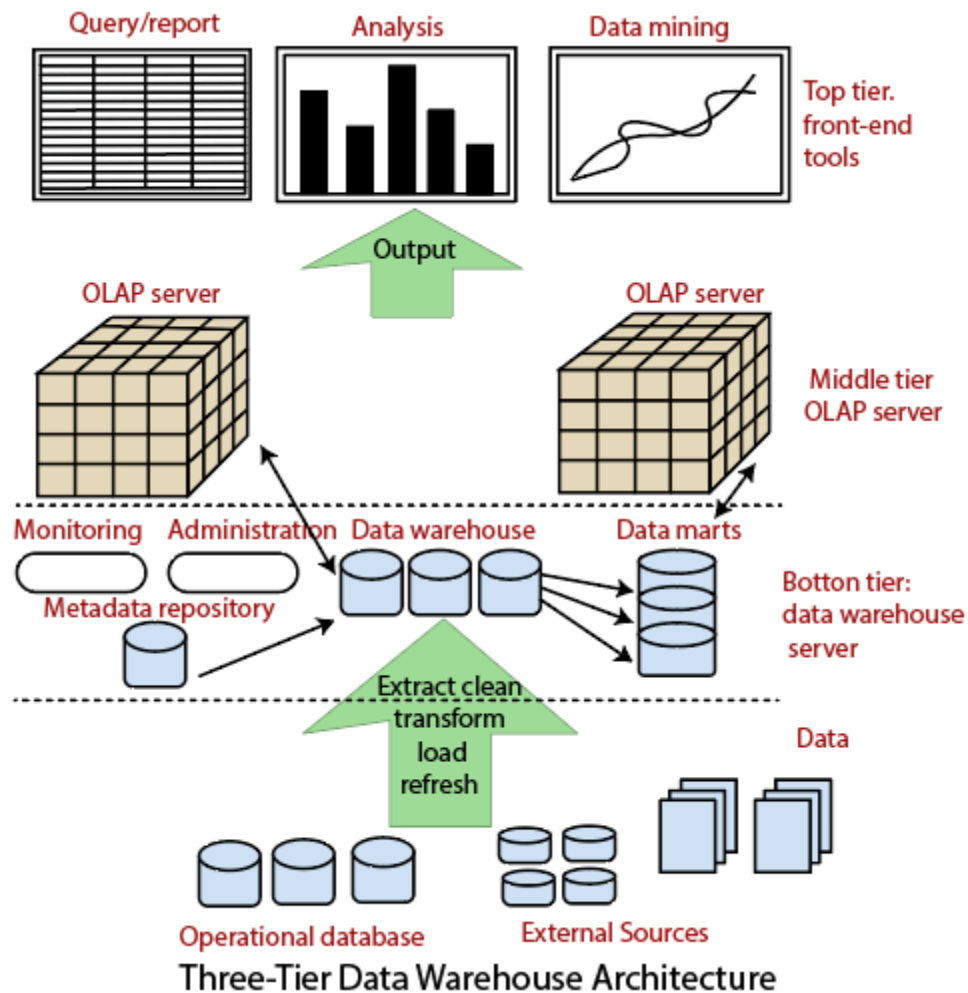 Query/report
Analysis
Data mining
Top tier.
front-end
tools
Output
OLAP server
OLAP server
Middle tier
OLAP server
Monitoring
Administration
Data warehouse
Data marts
Metadata repository
Botton tier:
data warehouse
server
Extract clean
transform
load
refresh
Data
Operational database
External Sources
Three-Tier Data Warehouse Architecture